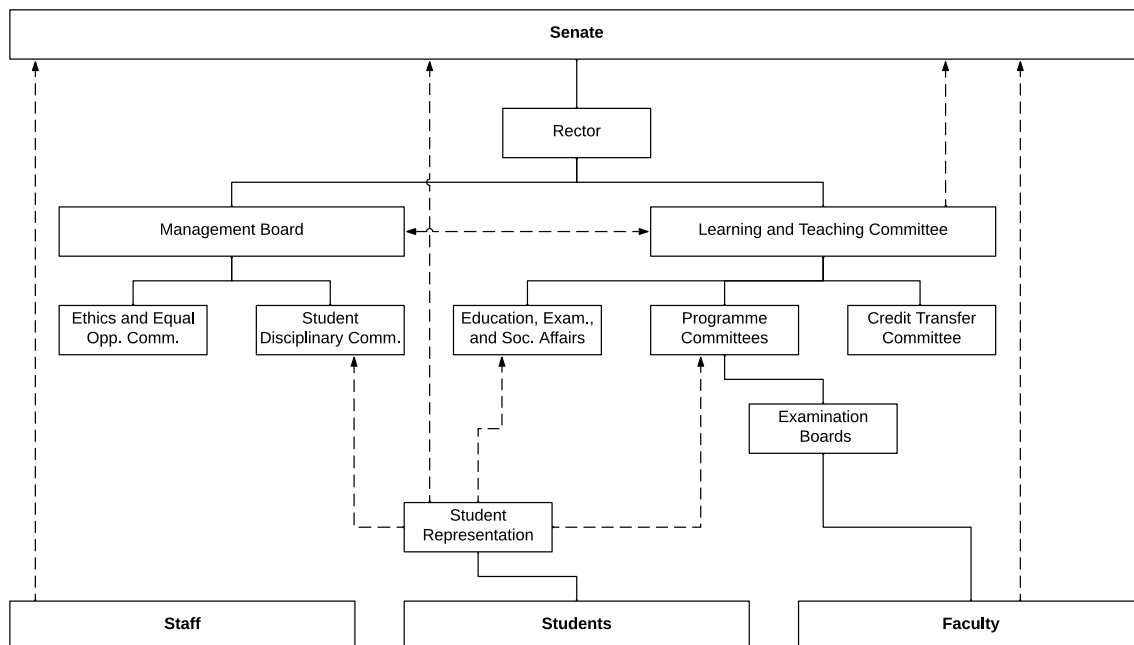 Senate
Rector
Management Board
Learning and Teaching Committee
Ethics and Equal
Opp. Comm.
Student
Disciplinary Comm.
Education, Exam.,
and Soc. Affairs
Programme
Committees
Credit Transfer
Committee
Examination
Boards
Student
Representation
Staff
Students
Faculty